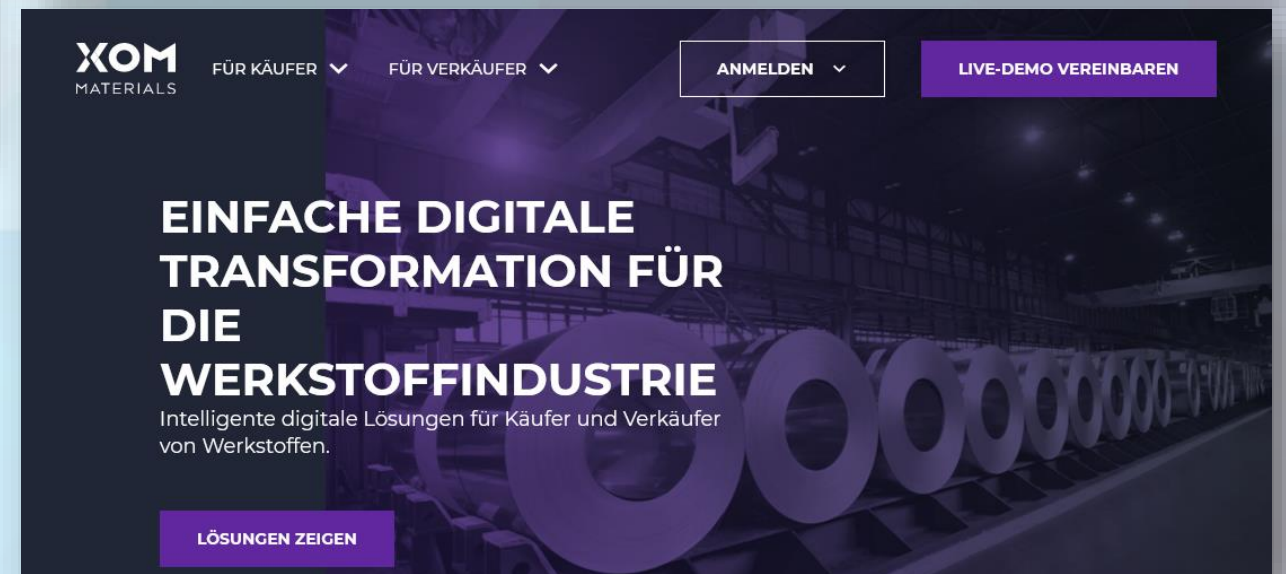 XOM
MATERIALS
FÜR KÄUFER
FÜR VERKÄUFER
ANMELDEN
LIVE-DEMO VEREINBAREN
EINFACHE DIGITALE
TRANSFORMATION FÜR
DIE
WERKSTOFFINDUSTRIE
Intelligente digitale Lösungen für Käufer und Verkäufer
von Werkstoffen.
LÖSUNGEN ZEIGEN